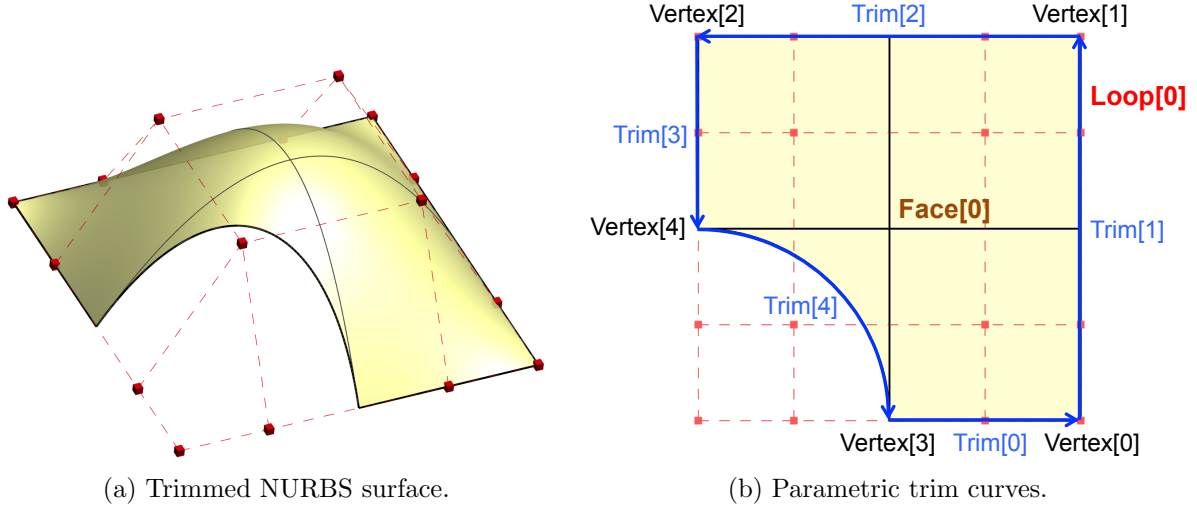 Vertex[2]
Trim[2]
Vertex[1]
Loop[0]
Trim[3]
Face[0]
Vertex[4]
Trim[1]
Trim[4]
Vertex[3]
Trim[0]
Vertex[0]
(a) Trimmed NURBS surface.
(b) Parametric trim curves.